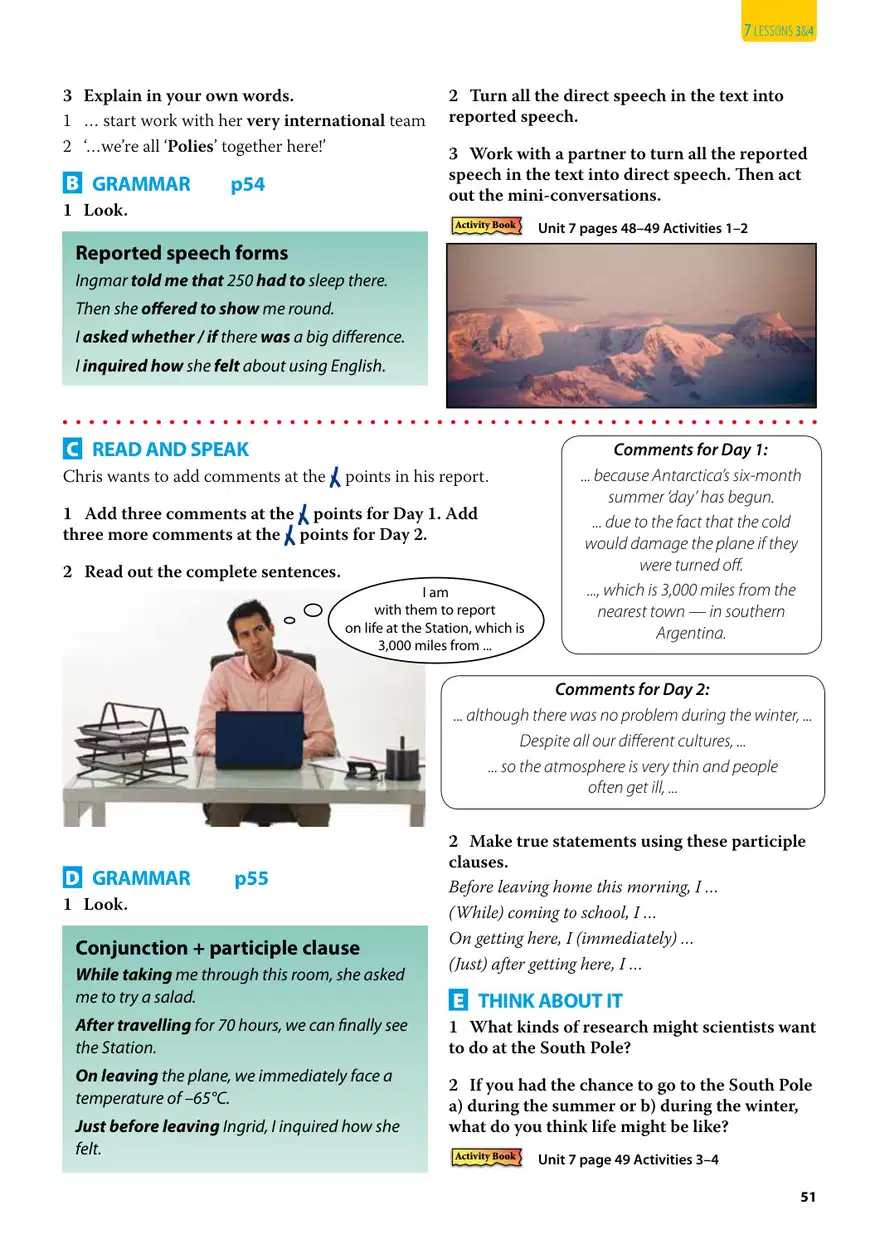 7 LESSONS 3&4
3 Explain in your own words.
1 … start work with her very international team
2 ‘…we’re all ‘Polies’ together here!’
B GRAMMAR p54
1 Look.
Reported speech forms
Ingmar told me that 250 had to sleep there.
Then she offered to show me round.
I asked whether / if there was a big difference.
I inquired how she felt about using English.
2 Turn all the direct speech in the text into
reported speech.
3 Work with a partner to turn all the reported
speech in the text into direct speech. Then act
out the mini-conversations.
Activity Book Unit 7 pages 48–49 Activities 1–2
C READ AND SPEAK
Chris wants to add comments at the points in his report.
1 Add three comments at the points for Day 1. Add
three more comments at the points for Day 2.
2 Read out the complete sentences.
I am
with them to report
on life at the Station, which is
3,000 miles from ...
Comments for Day 1:
... because Antarctica’s six-month
summer ‘day’ has begun.
... due to the fact that the cold
would damage the plane if they
were turned off.
..., which is 3,000 miles from the
nearest town — in southern
Argentina.
Comments for Day 2:
... although there was no problem during the winter, ...
Despite all our different cultures, ...
... so the atmosphere is very thin and people
often get ill, ...
D GRAMMAR p55
1 Look.
Conjunction + participle clause
While taking me through this room, she asked
me to try a salad.
After travelling for 70 hours, we can finally see
the Station.
On leaving the plane, we immediately face a
temperature of –65°C.
Just before leaving Ingrid, I inquired how she
felt.
2 Make true statements using these participle
clauses.
Before leaving home this morning, I …
(While) coming to school, I …
On getting here, I (immediately) …
(Just) after getting here, I …
E THINK ABOUT IT
1 What kinds of research might scientists want
to do at the South Pole?
2 If you had the chance to go to the South Pole
a) during the summer or b) during the winter,
what do you think life might be like?
Activity Book Unit 7 page 49 Activities 3–4
51